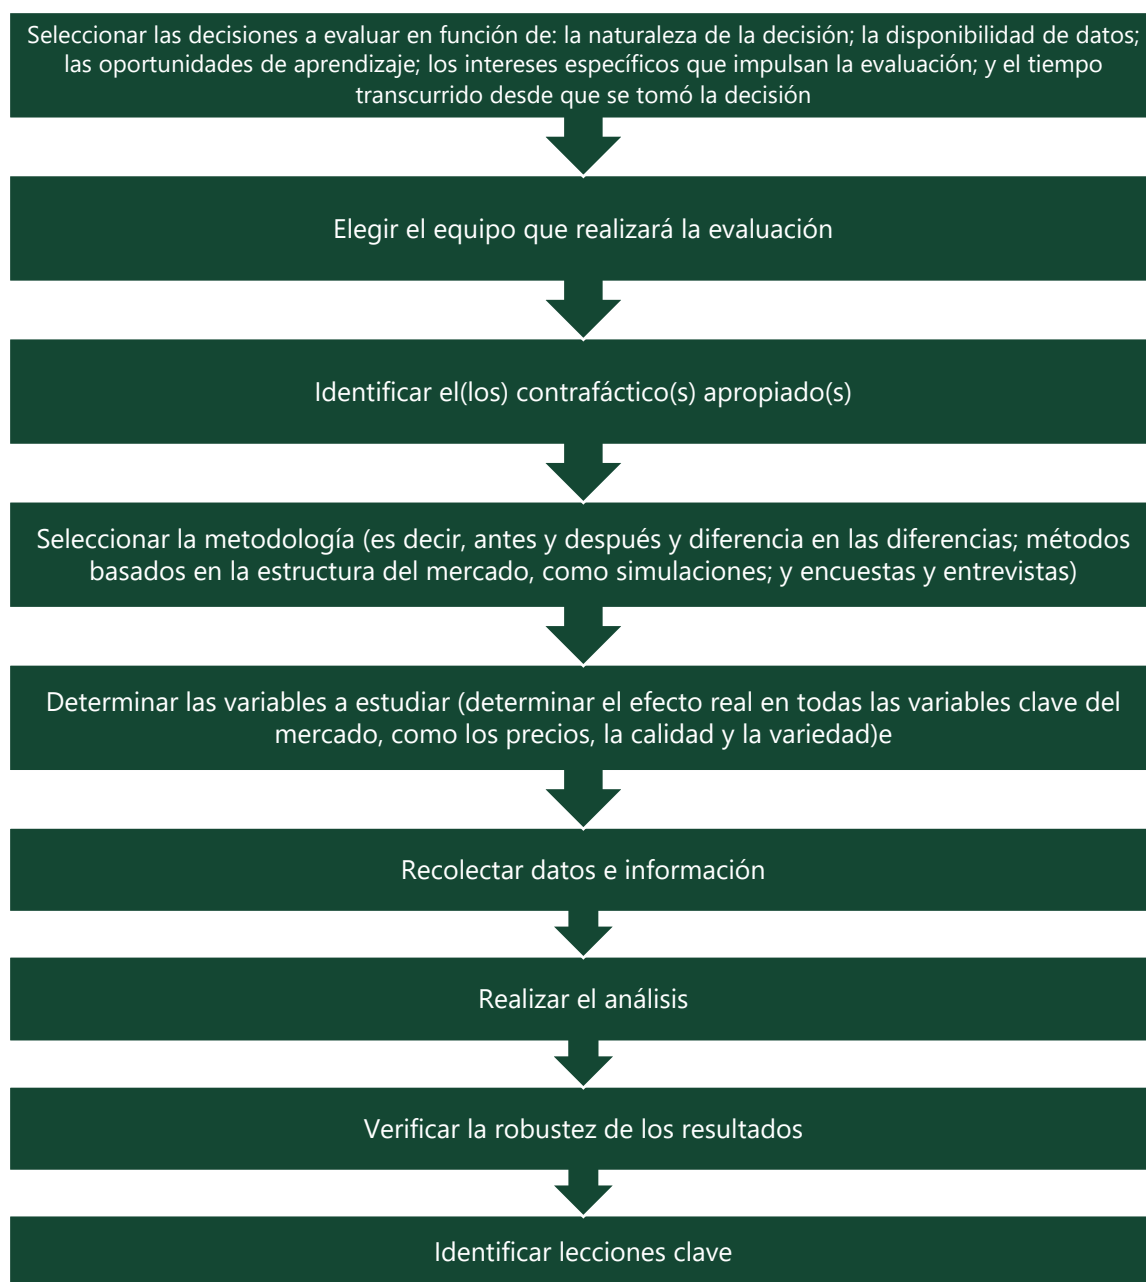 Seleccionar las decisiones a evaluar en función de: la naturaleza de la decisión; la disponibilidad de datos;
las oportunidades de aprendizaje; los intereses específicos que impulsan la evaluación; y el tiempo
transcurrido desde que se tomó la decisión
Elegir el equipo que realizará la evaluación
Identificar el(los) contrafáctico(s) apropiado(s)
Seleccionar la metodología (es decir, antes y después y diferencia en las diferencias; métodos
basados en la estructura del mercado, como simulaciones; y encuestas y entrevistas)
Determinar las variables a estudiar (determinar el efecto real en todas las variables clave del
mercado, como los precios, la calidad y la variedad)e
Recolectar datos e información
Realizar el análisis
Verificar la robustez de los resultados
Identificar lecciones clave